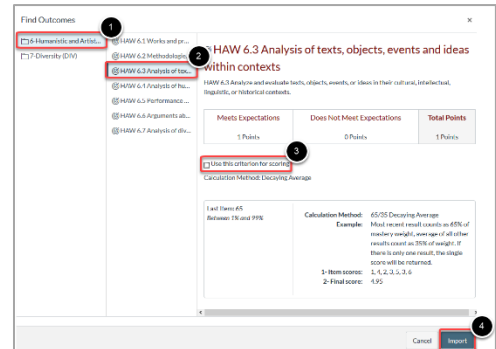 Find Outcomes
×
1
6-Humanistic and Artist...
7-Diversity (DIV)
HAW 6.1 Works and pr...
HAW 6.2 Methodologie
2
HAW 6.3 Analysis of tex...
HAW 6.4 Analysis of hu...
HAW 6.5 Performance ...
HAW 6.6 Arguments ab...
HAW 6.7 Analysis of div...
HAW 6.3 Analysis of texts, objects, events and ideas
within contexts
HAW 6.3 Analyze and evaluate texts, objects, events, or ideas in their cultural, intellectual,
linguistic, or historical contexts.
Meets Expectations Does Not Meet Expectations Total Points
1 Points 0 Points 1 Points
3
Use this criterion for scoring
Calculation Method: Decaying Average
Last Item: 65
Between 1% and 99%
Calculation Method: 65/35 Decaying Average
Example: Most recent result counts as 65% of
mastery weight, average of all other
results count as 35% of weight. If
there is only one result, the single
score will be returned.
1- Item scores: 1, 4, 2, 3, 5, 3, 6
2- Final score: 4.95
4
Cancel Import